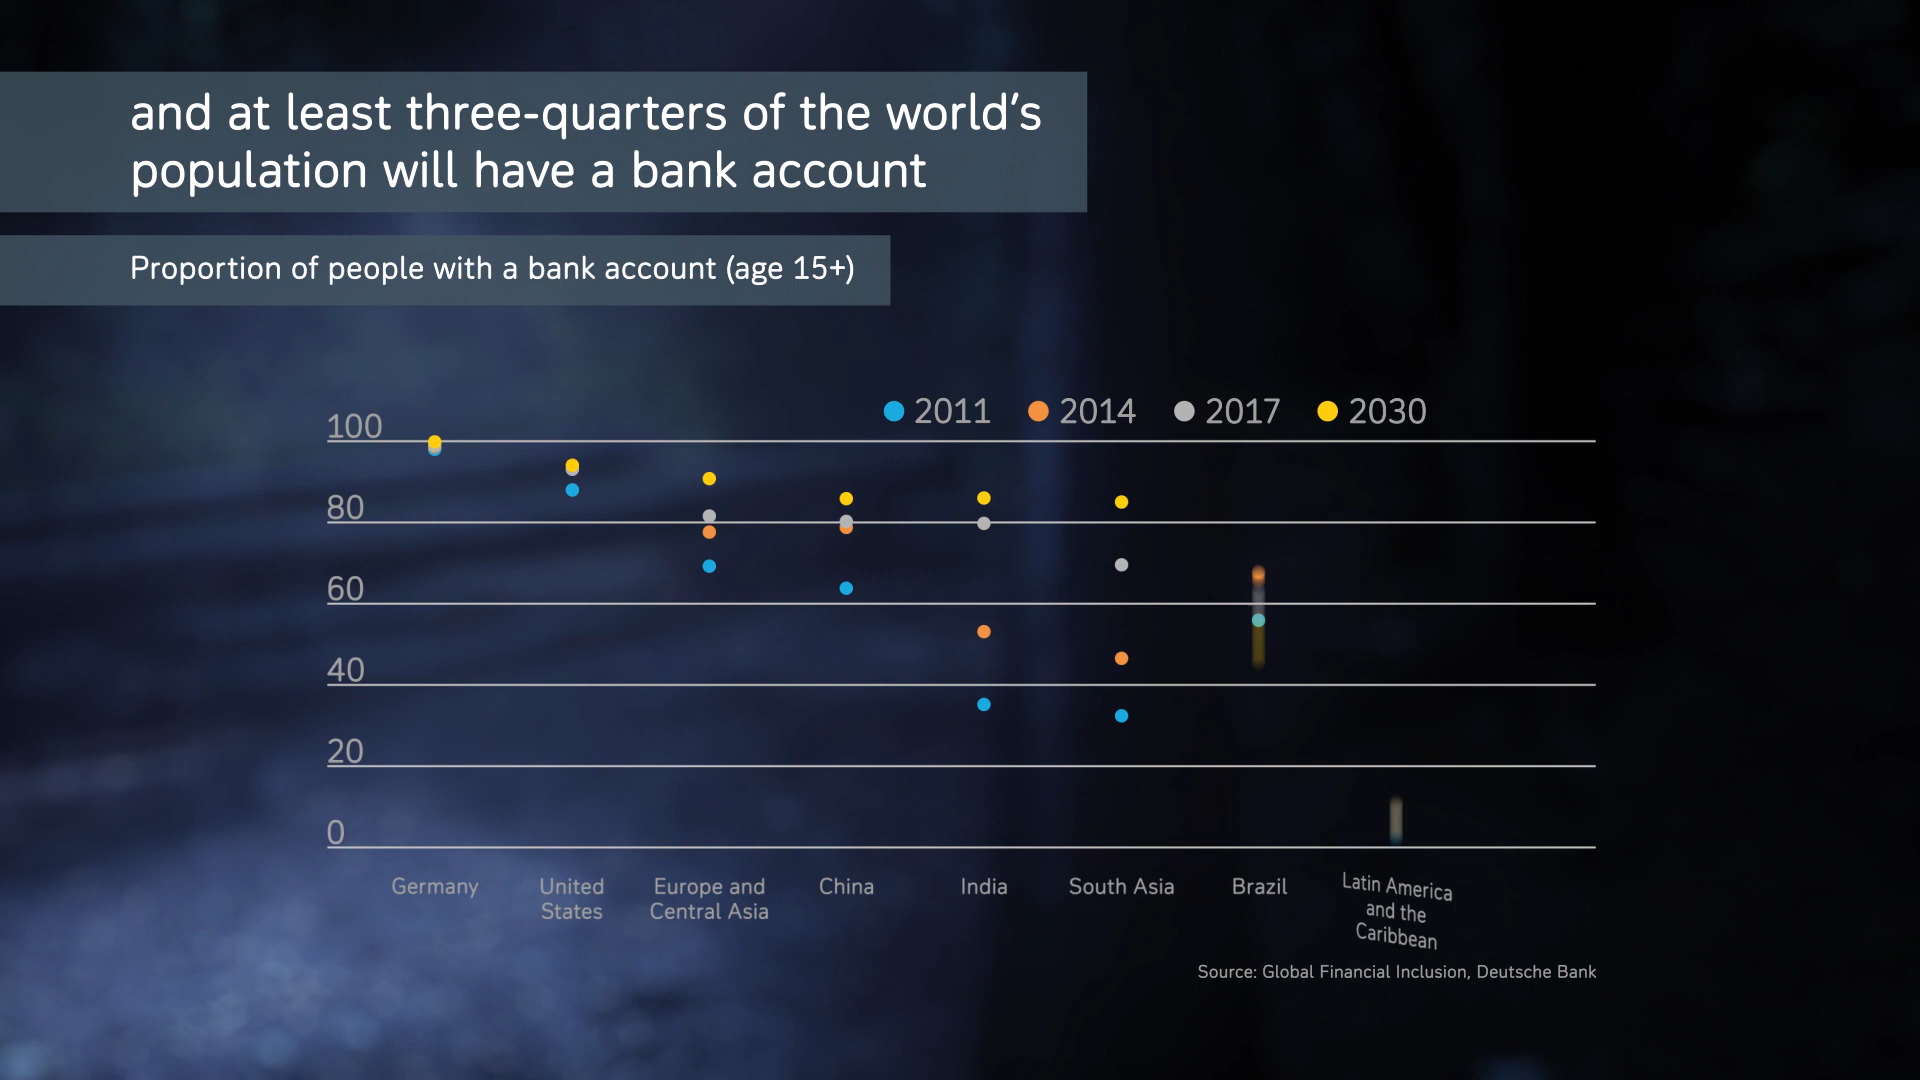 and at least three-quarters of the world's
population will have a bank account
Proportion of people with a bank account (age 15+)
2011 2014 2017 2030
100
80
60
40
20
0
Germany
United
States
Europe and
Central Asia
China
India
South Asia
Brazil
Latin America
and the
Caribbean
Source: Global Financial Inclusion, Deutsche Bank